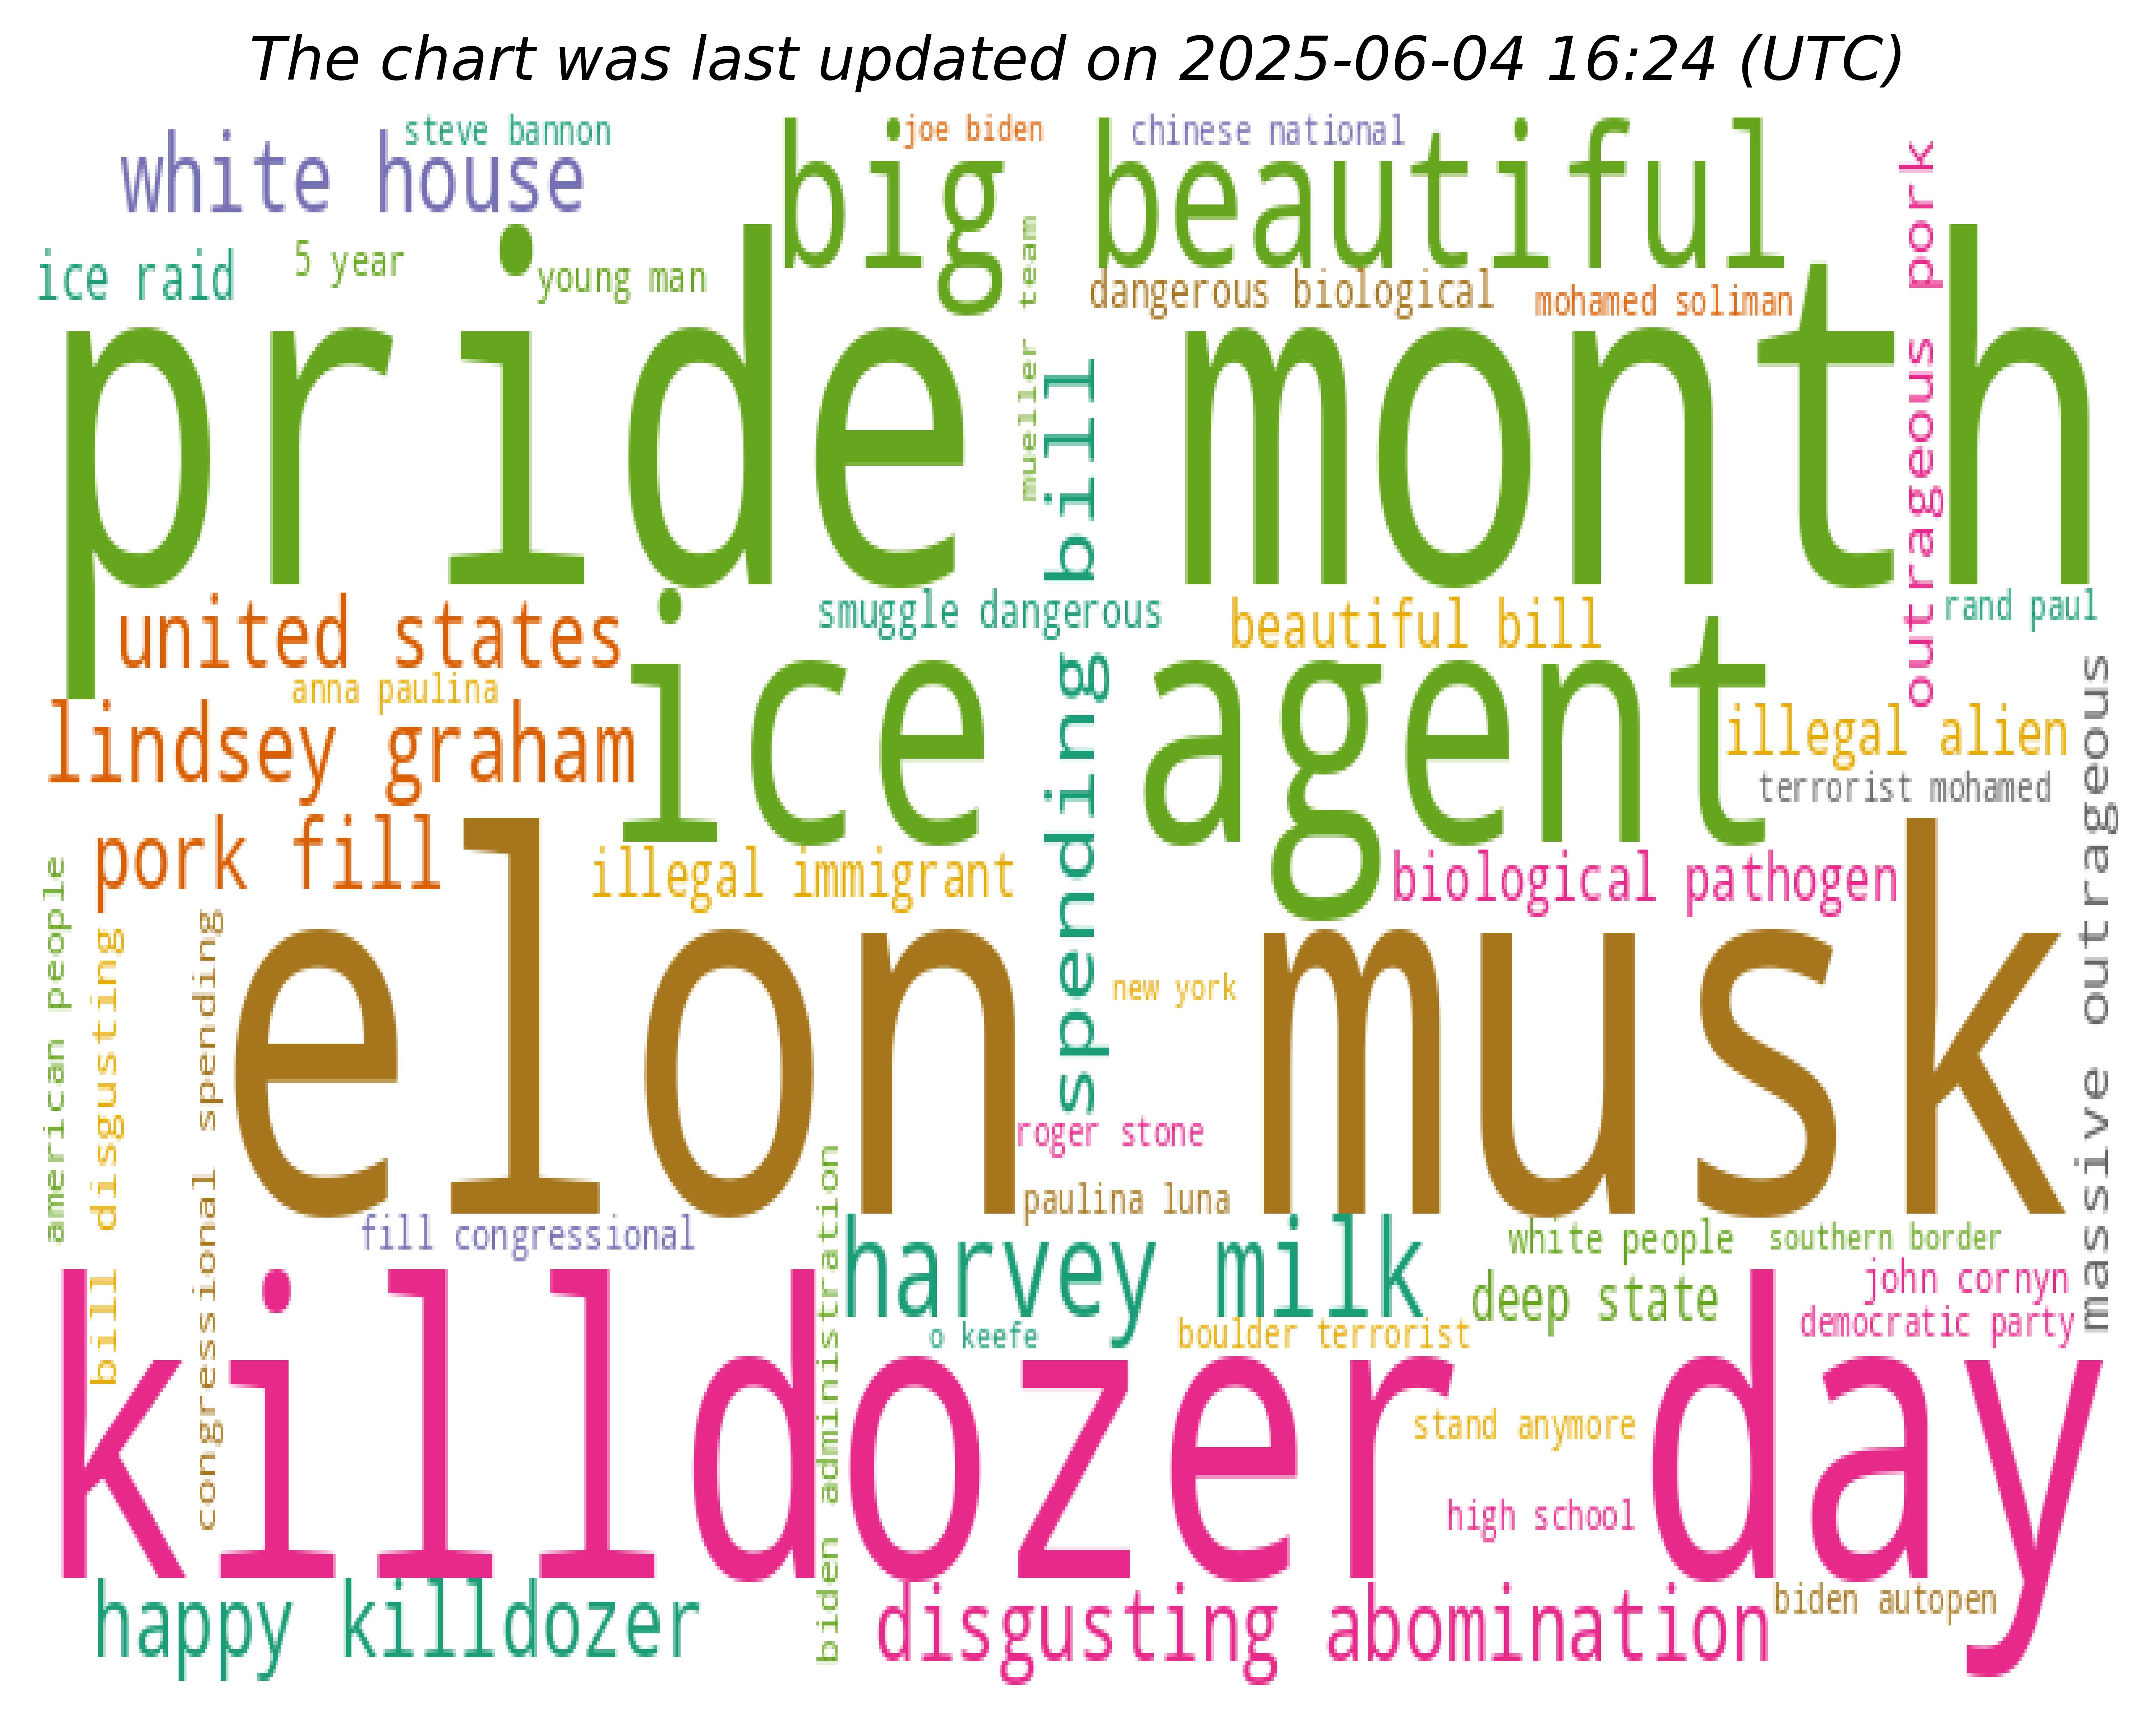 The chart was last updated on 2025-06-04 16:24 (UTC)
steve bannon
joe biden
chinese national
white house
big beautiful
outrageous pork
ice raid
5 year
young man
mueller team
dangerous biological
mohamed soliman
pride month
spending bill
united states
smuggle dangerous
beautiful bill
rand paul
anna paulina
lindsey graham
ice agent
illegal alien
terrorist mohamed
massive outrageous
pork fill
illegal immigrant
biological pathogen
american people
bill disgusting
congressional spending
elon musk
new york
roger stone
paulina luna
fill congressional
biden administration
harvey milk
white people
southern border
deep state
john cornyn
democratic party
o keefe
boulder terrorist
killdozer day
stand anymore
high school
happy killdozer
disgusting abomination
biden autopen